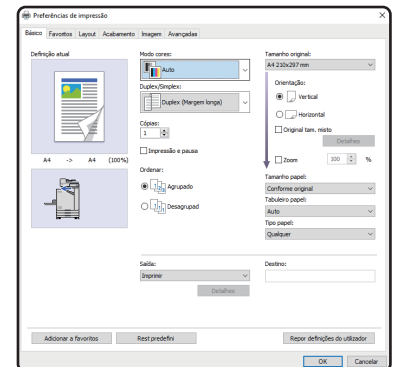 Preferências de impressão
Básico Favoritos Layout Acabamento Imagem Avançadas
Definição atual
A4 -> A4 (100%)
Modo cores:
Auto
Duplex/Simplex:
Duplex (Margem longa)
Cópias:
1
Impressão e pausa
Ordenar:
Agrupado
Desagrupad
Tamanho original:
A4 210x297 mm
Orientação:
Vertical
Horizontal
Original tam. misto
Detalhes
Zoom 100 %
Tamanho papel:
Conforme original
Tabuleiro papel:
Auto
Tipo papel:
Qualquer
Saída:
Imprimir
Detalhes
Destino:
Adicionar a favoritos
Rest predefini
Repor definições do utilizador
OK Cancelar